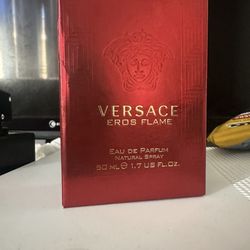 VERSACE
EROS FLAME
EAU DE PARFUM
NATURAL SPRAY
50 ML ℮ 1.7 US FL.OZ.